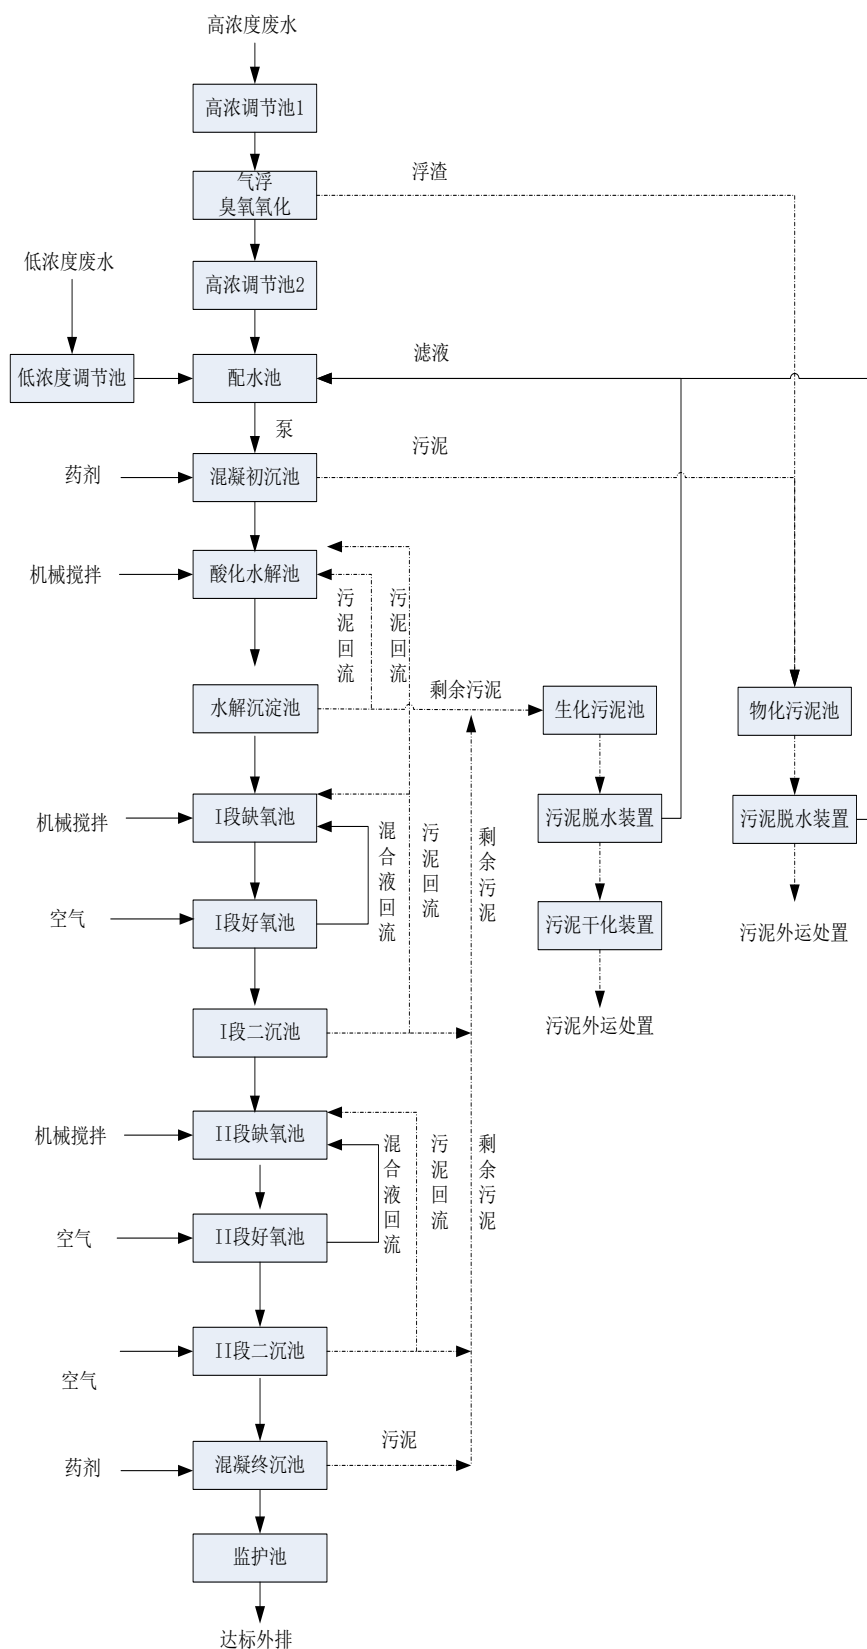 高浓度废水
高浓调节池1
气浮
臭氧氧化
浮渣
低浓度废水
高浓调节池2
滤液
低浓度调节池
配水池
泵
污泥
药剂
混凝初沉池
机械搅拌
酸化水解池
污泥回流
污泥回流
水解沉淀池
剩余污泥
生化污泥池
物化污泥池
机械搅拌
I段缺氧池
混合液回流
污泥回流
剩余污泥
污泥脱水装置
污泥脱水装置
空气
I段好氧池
污泥干化装置
污泥外运处置
I段二沉池
污泥外运处置
机械搅拌
II段缺氧池
混合液回流
污泥回流
剩余污泥
空气
II段好氧池
II段二沉池
空气
污泥
药剂
混凝终沉池
监护池
达标外排